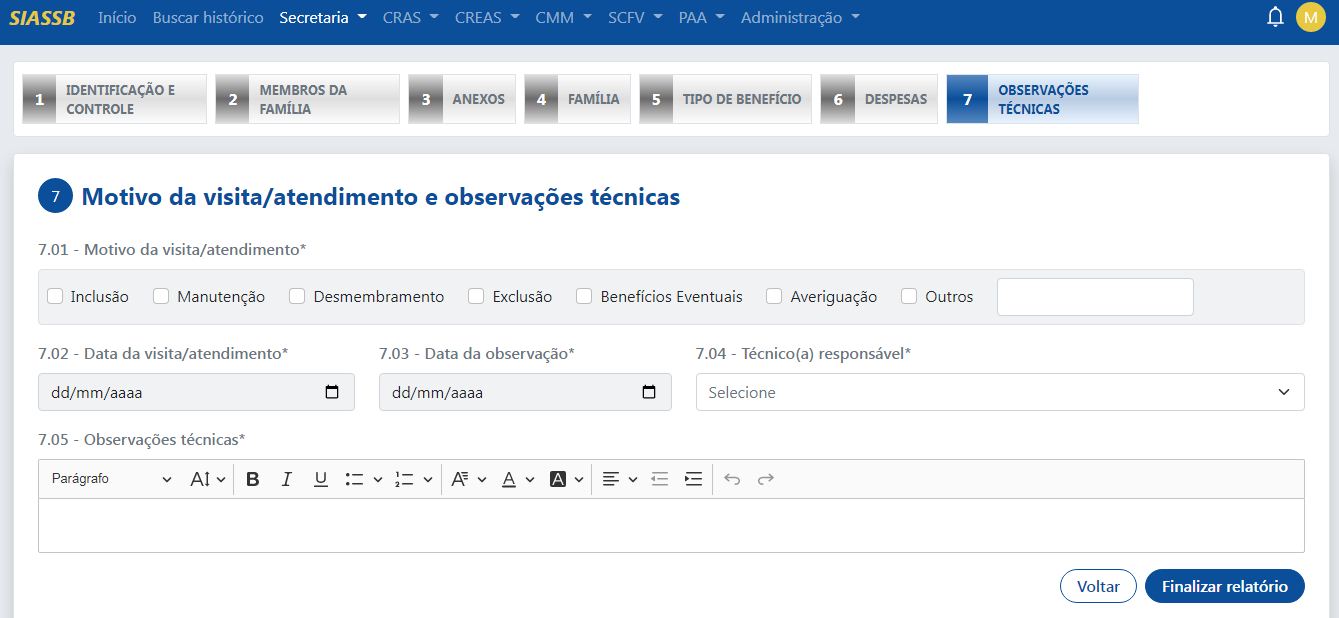 SIASSB Início Buscar histórico Secretaria CRAS CREAS CMM SCFV PAA Administração M
1 IDENTIFICAÇÃO E CONTROLE
2 MEMBROS DA FAMÍLIA
3 ANEXOS
4 FAMÍLIA
5 TIPO DE BENEFÍCIO
6 DESPESAS
7 OBSERVAÇÕES TÉCNICAS
7 Motivo da visita/atendimento e observações técnicas
7.01 - Motivo da visita/atendimento*
Inclusão Manutenção Desmembramento Exclusão Benefícios Eventuais Averiguação Outros
7.02 - Data da visita/atendimento* 7.03 - Data da observação* 7.04 - Técnico(a) responsável*
dd/mm/aaaa dd/mm/aaaa Selecione
7.05 - Observações técnicas*
Parágrafo
Voltar Finalizar relatório